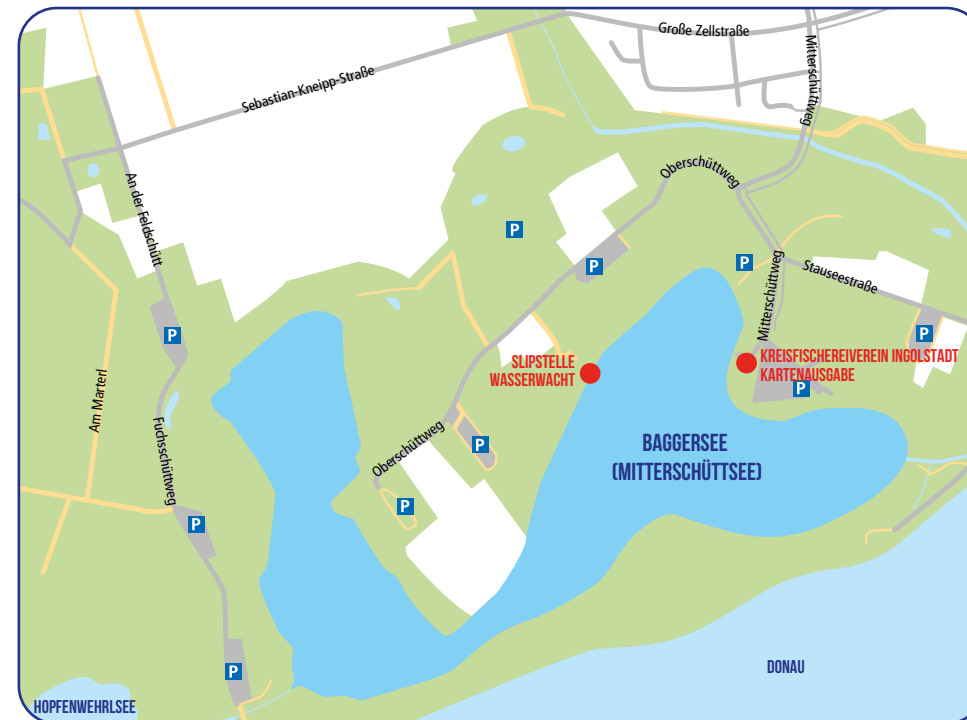 Große Zellstraße
Mitterschüttweg
Sebastian-Kneipp-Straße
Oberschüttweg
An der Feldschütt
P
P
P
Mitterschüttweg
Stauseestraße
P
P
SLIPSTELLE
WASSERWACHT
KREISFISCHEREIVEREIN INGOLSTADT
KARTENAUSGABE
P
Am Marterl
Fuchsschüttweg
Oberschüttweg
P
BAGGERSEE
(MITTERSCHÜTTSEE)
P
P
P
DONAU
HOPFENWEHRLSEE